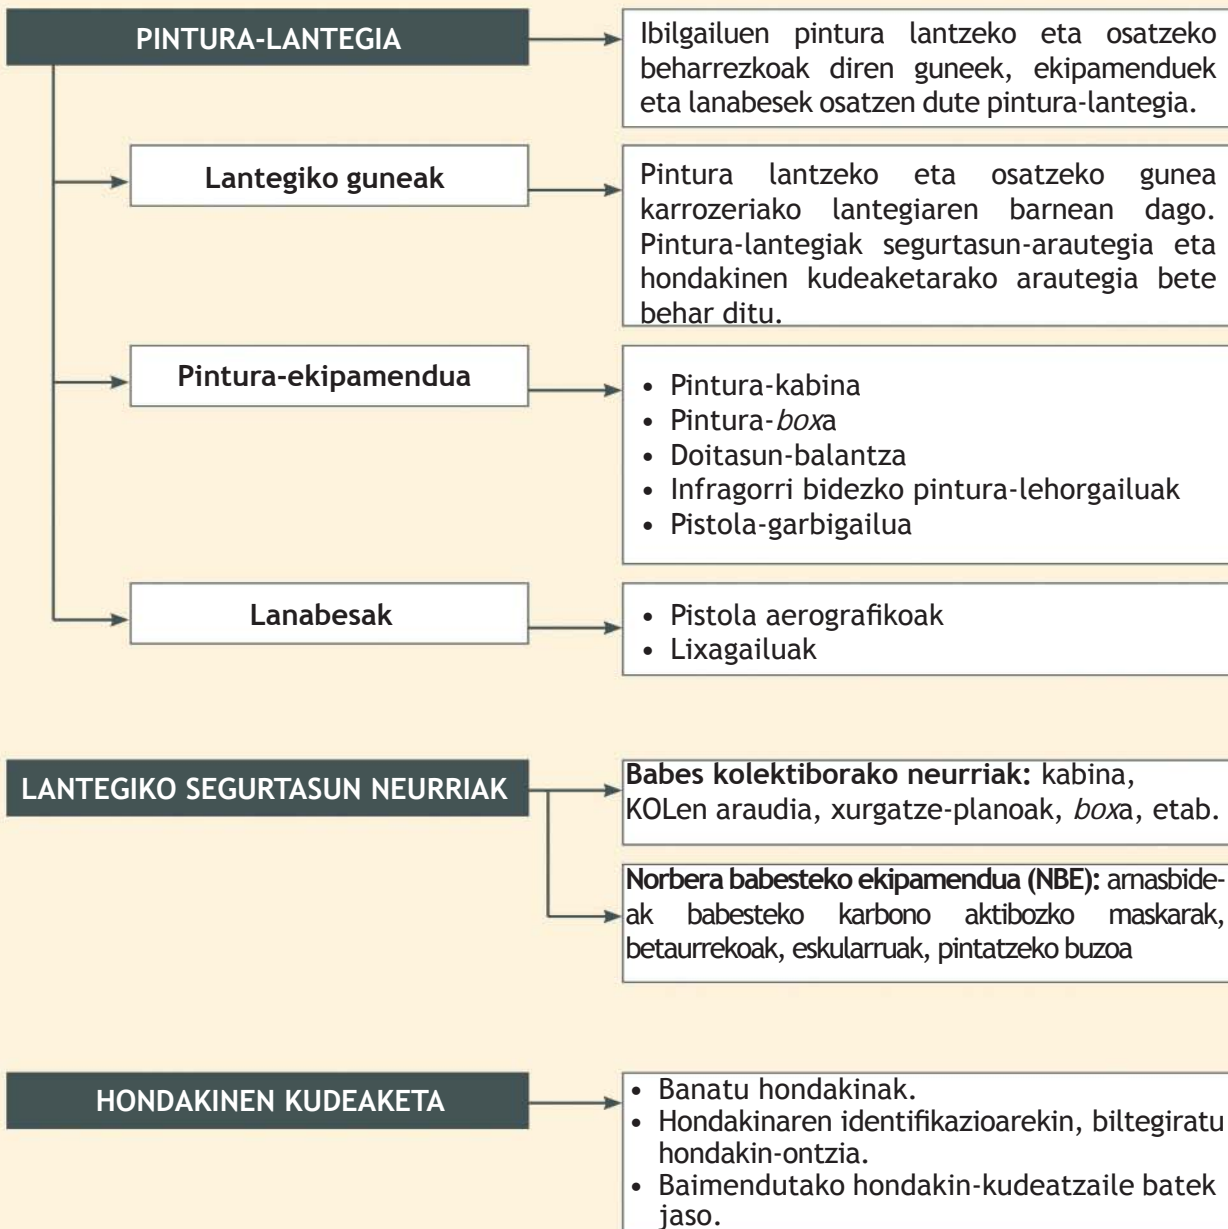 PINTURA-LANTEGIA
Ibilgailuen pintura lantzeko eta osatzeko
beharrezkoak diren guneek, ekipamenduek
eta lanabesek osatzen dute pintura-lantegia.
Lantegiko guneak
Pintura lantzeko eta osatzeko gunea
karrozeriako lantegiaren barnean dago.
Pintura-lantegiak segurtasun-arautegia eta
hondakinen kudeaketarako arautegia bete
behar ditu.
Pintura-ekipamendua
• Pintura-kabina
• Pintura-boxa
• Doitasun-balantza
• Infragorri bidezko pintura-lehorgailuak
• Pistola-garbigailua
Lanabesak
• Pistola aerografikoak
• Lixagailuak
LANTEGIKO SEGURTASUN NEURRIAK
Babes kolektiborako neurriak: kabina,
KOLen araudia, xurgatze-planoak, boxa, etab.
Norbera babesteko ekipamendua (NBE): arnasbide-
ak babesteko karbono aktibozko maskarak,
betaurrekoak, eskularruak, pintatzeko buzoa
HONDAKINEN KUDEAKETA
• Banatu hondakinak.
• Hondakinaren identifikazioarekin, biltegiratu
hondakin-ontzia.
• Baimendutako hondakin-kudeatzaile batek
jaso.